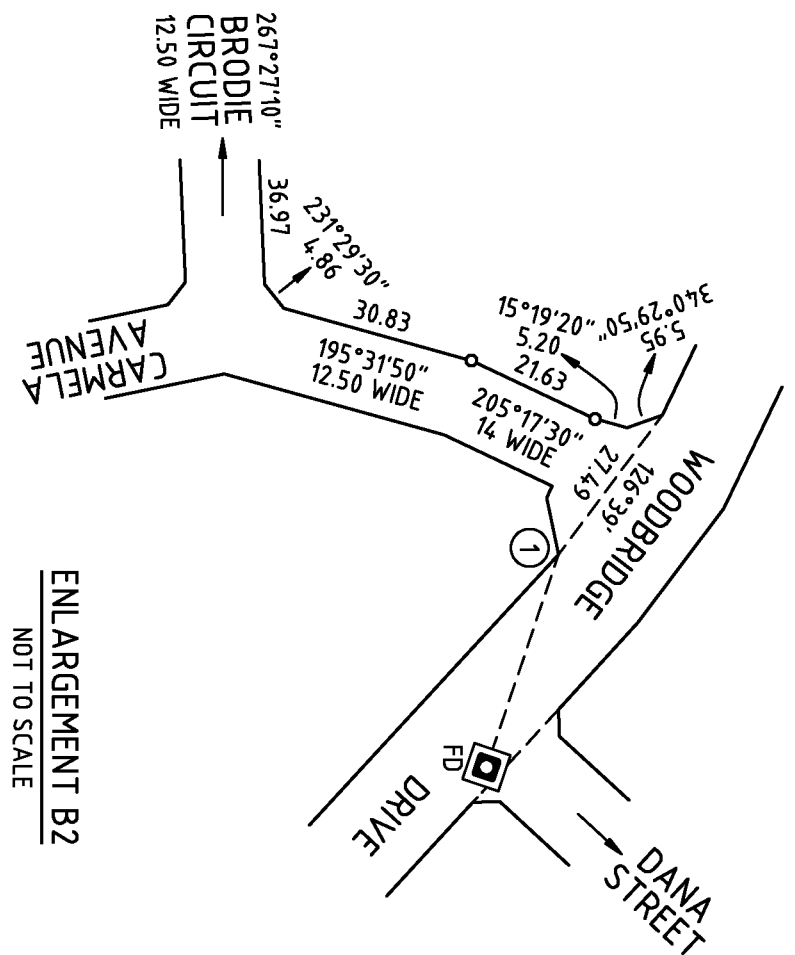 267°27'10"
BRODIE
CIRCUIT
12.50 WIDE
36.97
231°29'30"
4.86
30.83
195°31'50"
12.50 WIDE
CARMELA
AVENUE
15°19'20"
5.20
340°29'50"
5.95
21.63
205°17'30"
14 WIDE
126°39'
27.49
WOODBRIDGE
DRIVE
1
FD
DANA
STREET
ENLARGEMENT B2
NOT TO SCALE